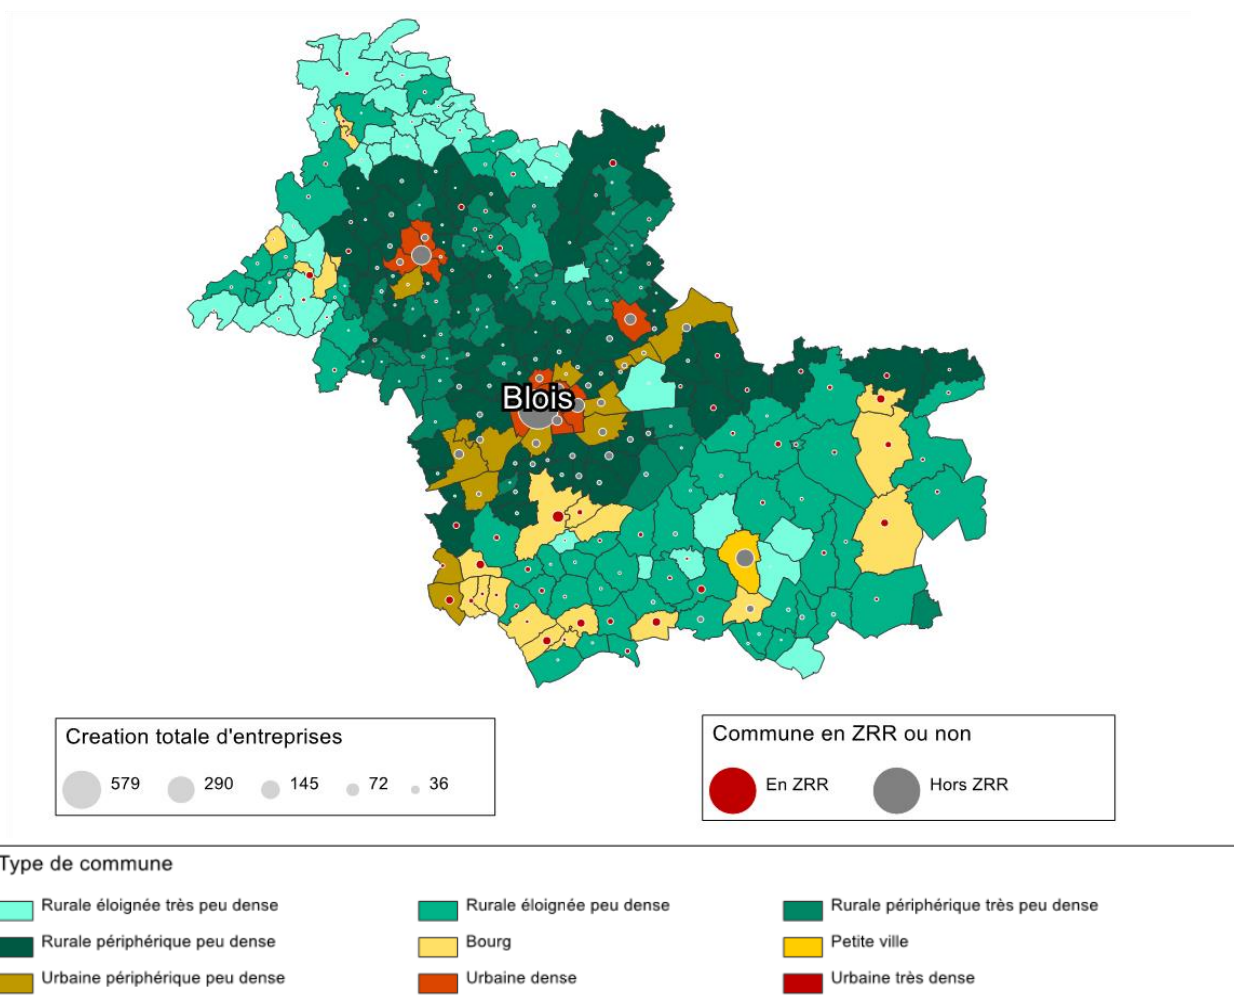 Blois
Creation totale d'entreprises
579 290 145 72 36
Commune en ZRR ou non
En ZRR Hors ZRR
Type de commune
Rurale éloignée très peu dense Rurale éloignée peu dense Rurale périphérique très peu dense
Rurale périphérique peu dense Bourg Petite ville
Urbaine périphérique peu dense Urbaine dense Urbaine très dense